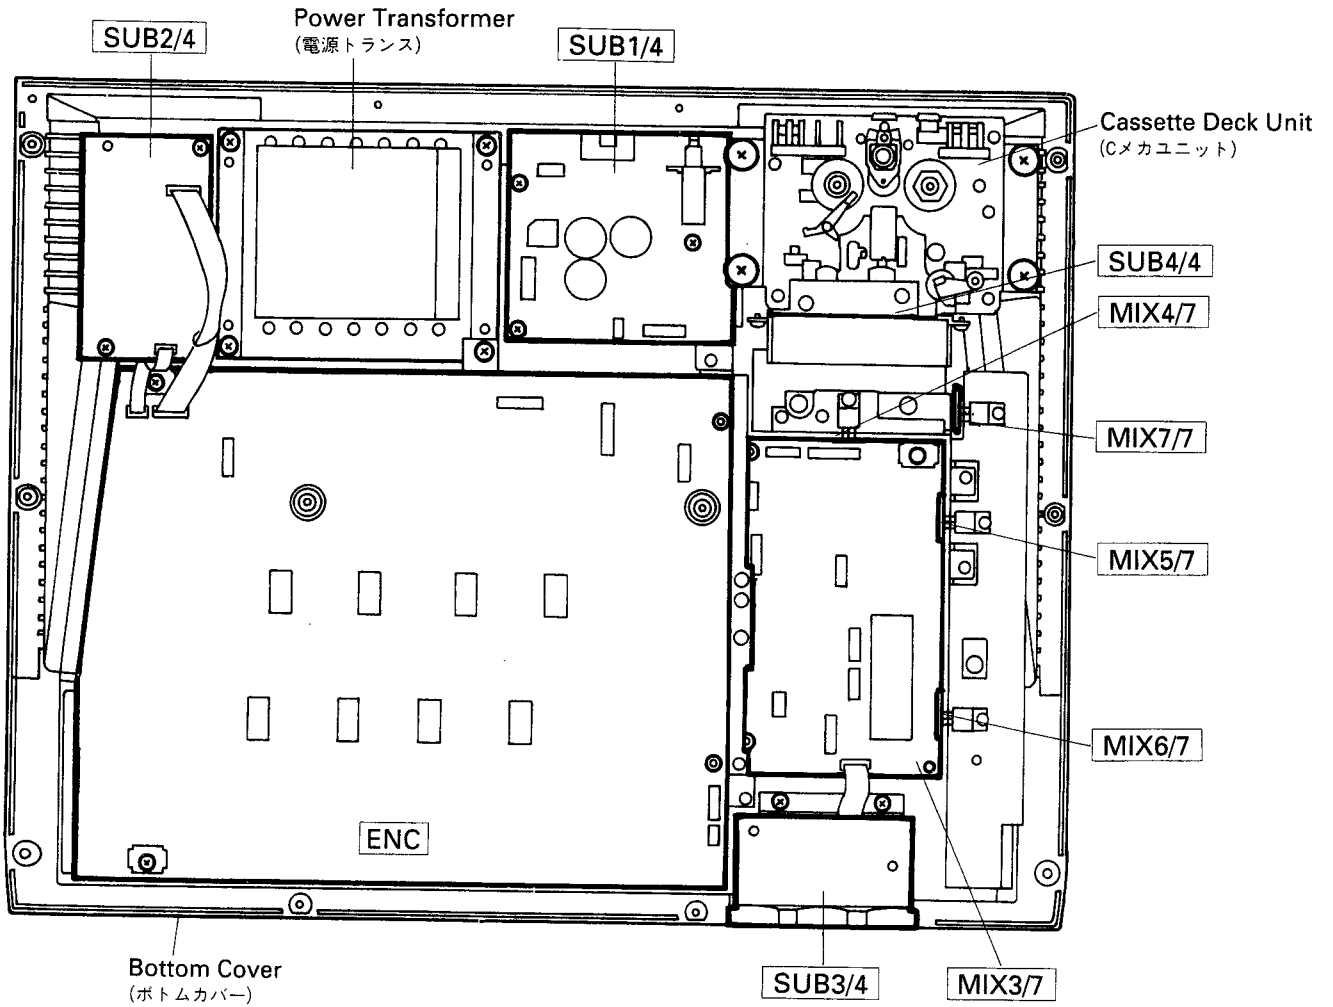 Power Transformer
(電源トランス)
SUB2/4
SUB1/4
Cassette Deck Unit
(Cメカユニット)
SUB4/4
MIX4/7
MIX7/7
MIX5/7
MIX6/7
ENC
Bottom Cover
(ボトムカバー)
SUB3/4
MIX3/7